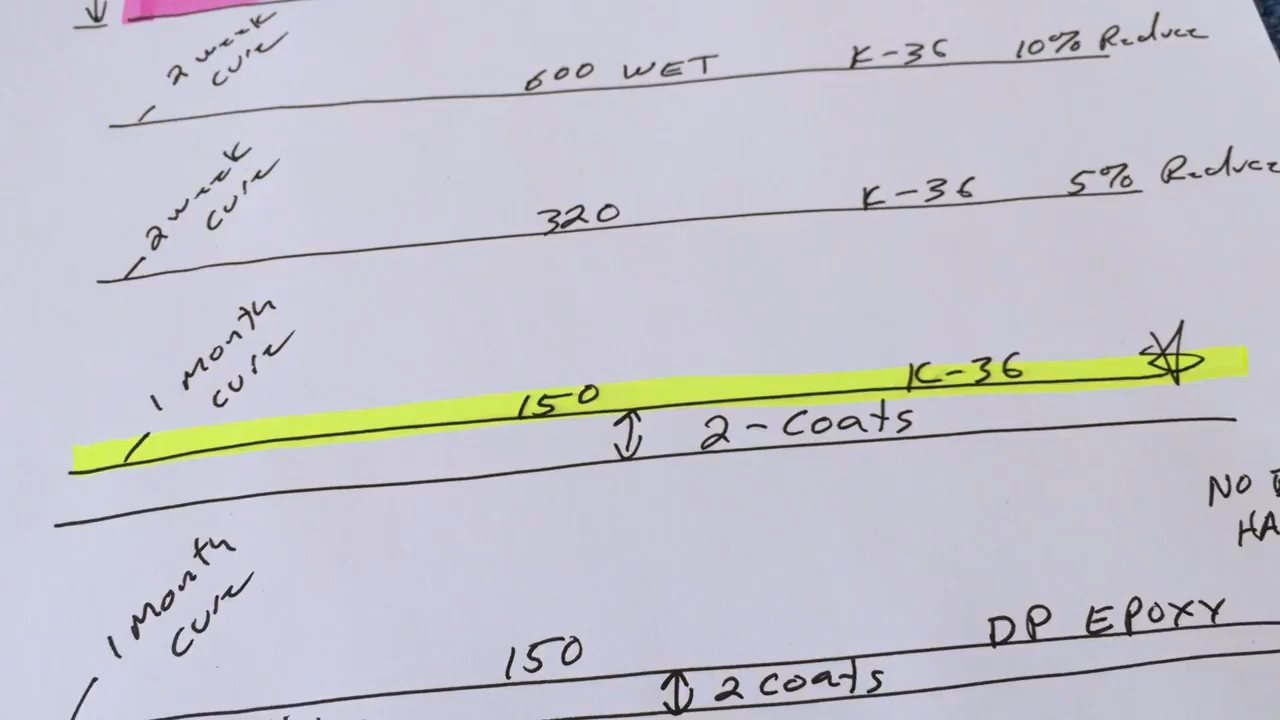 2 week cure 600 WET K-36 10% Reduce
2 week cure 320 K-36 5% Reduce
1 Month cure 150 K-36
2-coats
NO
HA
1 Month cure 150 DP EPOXY
2 coats